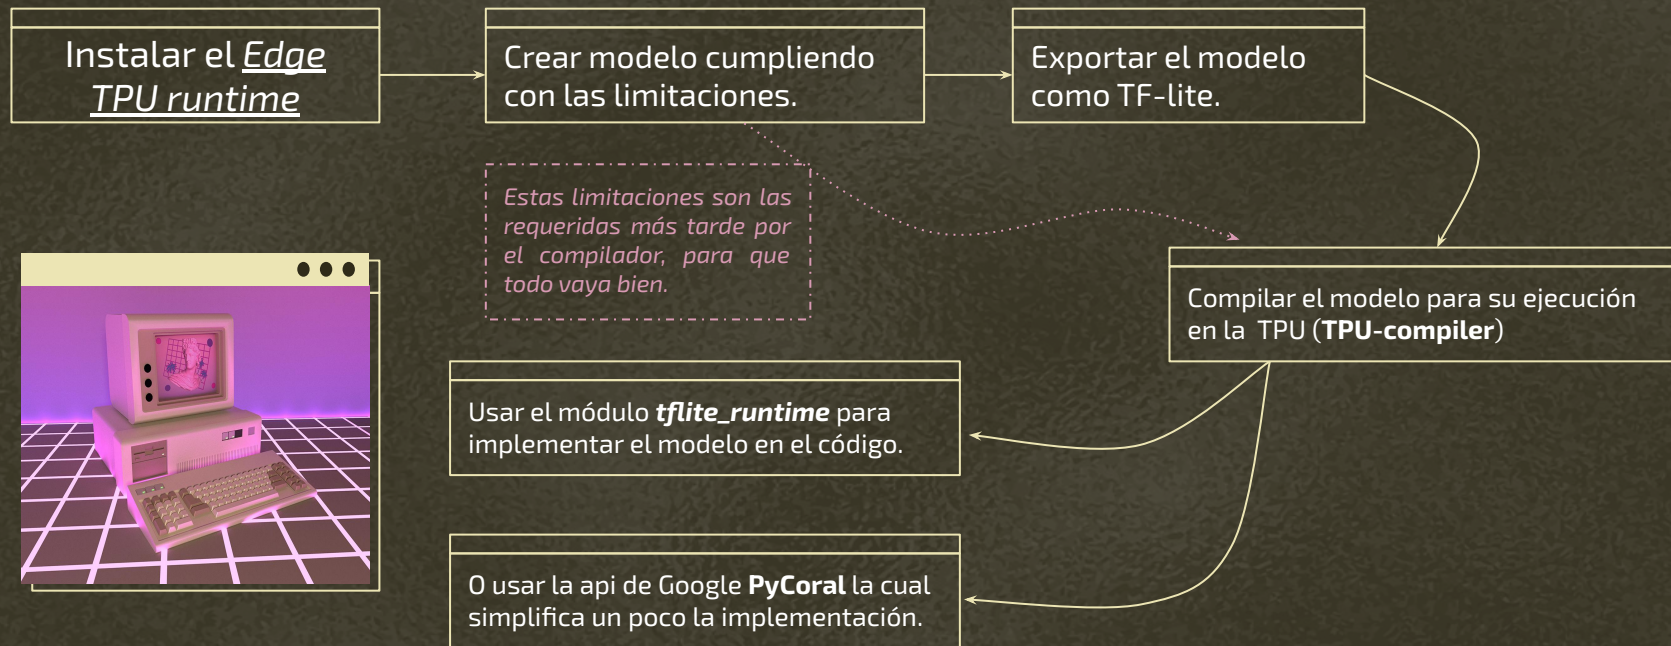 Instalar el Edge
TPU runtime
Crear modelo cumpliendo
con las limitaciones.
Exportar el modelo
como TF-lite.
Estas limitaciones son las
requeridas más tarde por
el compilador, para que
todo vaya bien.
Compilar el modelo para su ejecución
en la TPU (TPU-compiler)
Usar el módulo tflite_runtime para
implementar el modelo en el código.
O usar la api de Google PyCoral la cual
simplifica un poco la implementación.